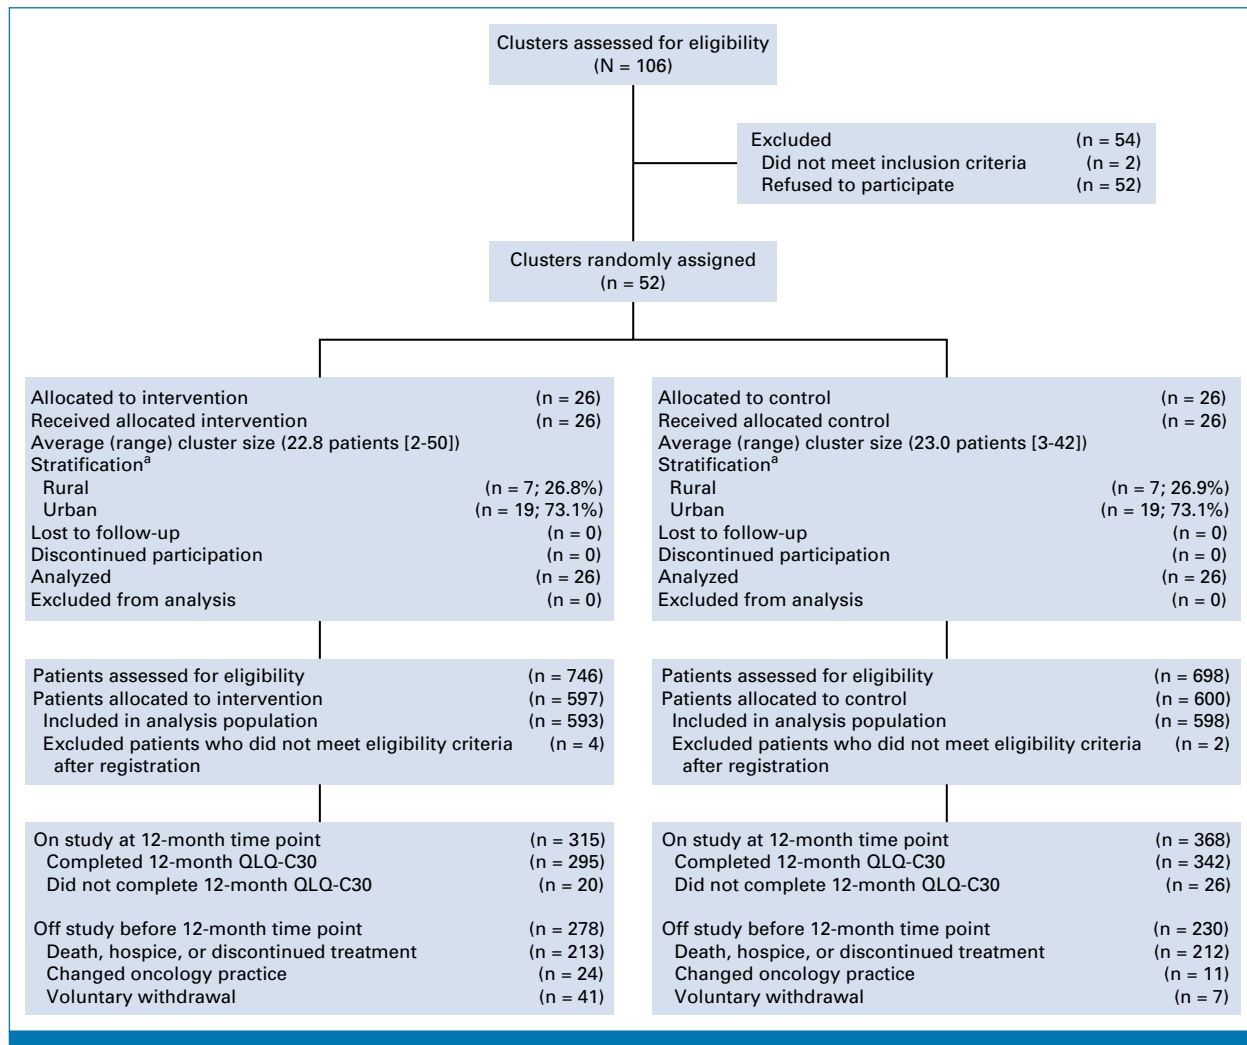 Clusters assessed for eligibility
(N = 106)
Excluded (n = 54)
Did not meet inclusion criteria (n = 2)
Refused to participate (n = 52)
Clusters randomly assigned
(n = 52)
Allocated to intervention (n = 26)
Received allocated intervention (n = 26)
Average (range) cluster size (22.8 patients [2-50])
Stratificationᵃ
Rural (n = 7; 26.8%)
Urban (n = 19; 73.1%)
Lost to follow-up (n = 0)
Discontinued participation (n = 0)
Analyzed (n = 26)
Excluded from analysis (n = 0)
Allocated to control (n = 26)
Received allocated control (n = 26)
Average (range) cluster size (23.0 patients [3-42])
Stratificationᵃ
Rural (n = 7; 26.9%)
Urban (n = 19; 73.1%)
Lost to follow-up (n = 0)
Discontinued participation (n = 0)
Analyzed (n = 26)
Excluded from analysis (n = 0)
Patients assessed for eligibility (n = 746)
Patients allocated to intervention (n = 597)
Included in analysis population (n = 593)
Excluded patients who did not meet eligibility criteria (n = 4)
after registration
Patients assessed for eligibility (n = 698)
Patients allocated to control (n = 600)
Included in analysis population (n = 598)
Excluded patients who did not meet eligibility criteria (n = 2)
after registration
On study at 12-month time point (n = 315)
Completed 12-month QLQ-C30 (n = 295)
Did not complete 12-month QLQ-C30 (n = 20)
Off study before 12-month time point (n = 278)
Death, hospice, or discontinued treatment (n = 213)
Changed oncology practice (n = 24)
Voluntary withdrawal (n = 41)
On study at 12-month time point (n = 368)
Completed 12-month QLQ-C30 (n = 342)
Did not complete 12-month QLQ-C30 (n = 26)
Off study before 12-month time point (n = 230)
Death, hospice, or discontinued treatment (n = 212)
Changed oncology practice (n = 11)
Voluntary withdrawal (n = 7)